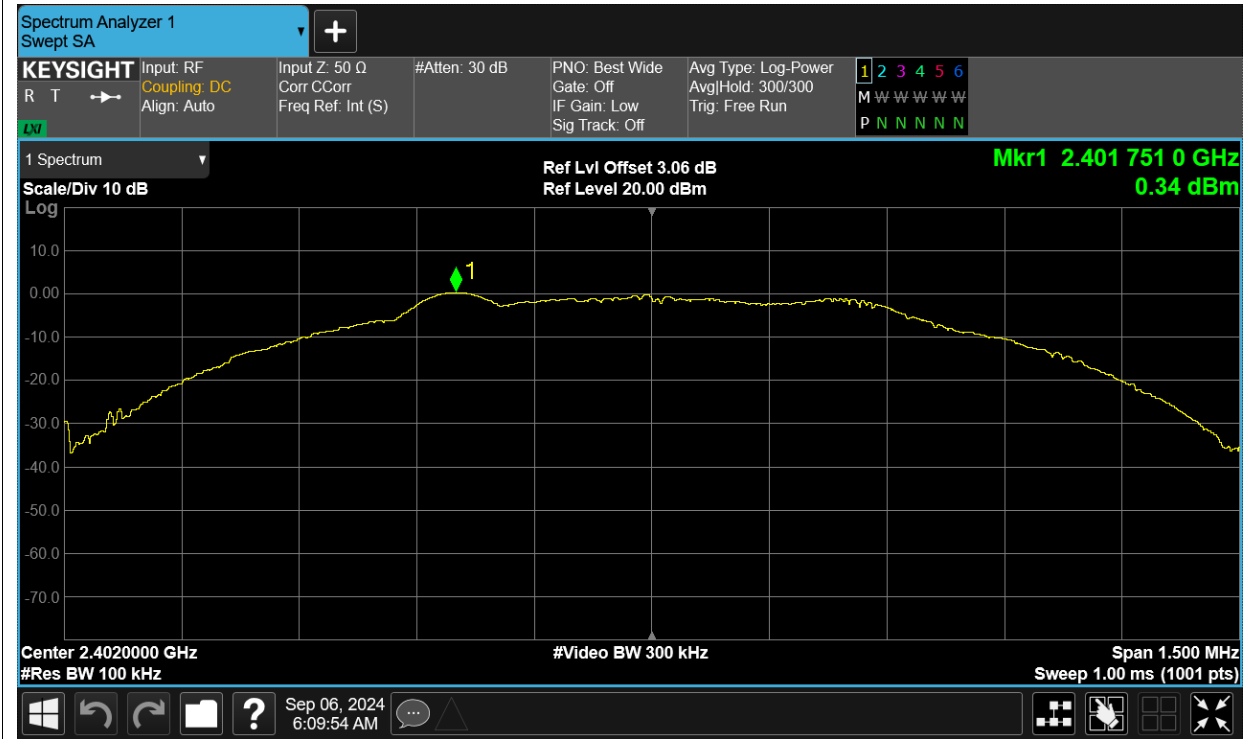 Spectrum Analyzer 1
Swept SA
KEYSIGHT
R T
LXI
Input: RF
Coupling: DC
Align: Auto
Input Z: 50 Ω
Corr CCorr
Freq Ref: Int (S)
#Atten: 30 dB
PNO: Best Wide
Gate: Off
IF Gain: Low
Sig Track: Off
Avg Type: Log-Power
Avg|Hold: 300/300
Trig: Free Run
1 2 3 4 5 6
M W W W W W
P N N N N N
1 Spectrum
Scale/Div 10 dB
Log
Ref Lvl Offset 3.06 dB
Ref Level 20.00 dBm
Mkr1 2.401 751 0 GHz
0.34 dBm
1
10.0
0.00
-10.0
-20.0
-30.0
-40.0
-50.0
-60.0
-70.0
Center 2.4020000 GHz
#Res BW 100 kHz
#Video BW 300 kHz
Span 1.500 MHz
Sweep 1.00 ms (1001 pts)
?
Sep 06, 2024
6:09:54 AM